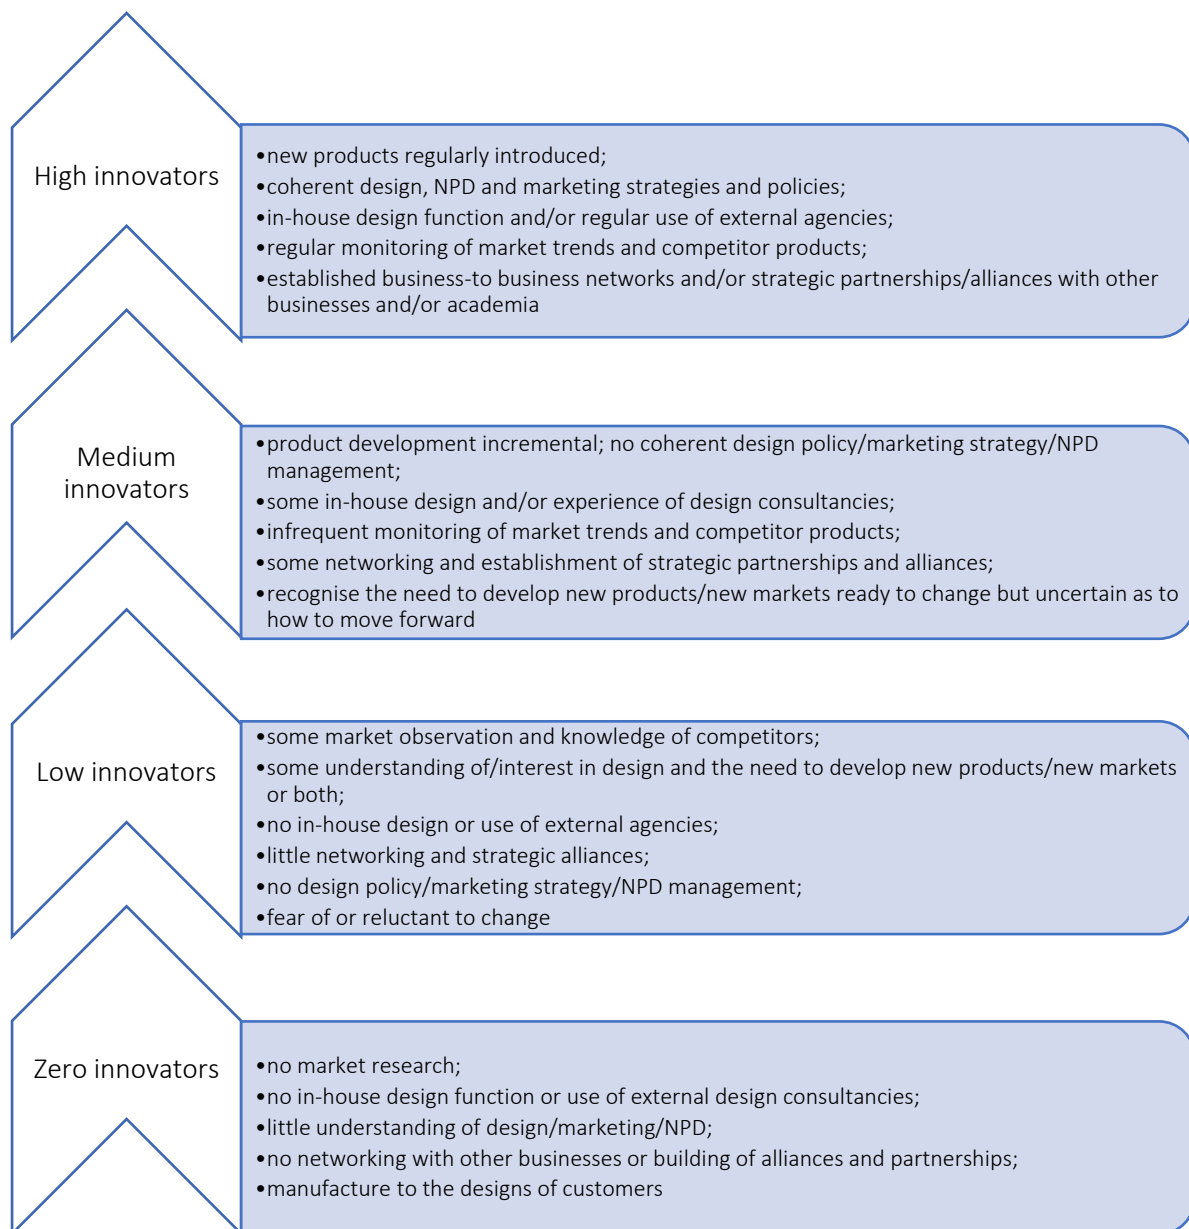 High innovators
•new products regularly introduced;
•coherent design, NPD and marketing strategies and policies;
•in-house design function and/or regular use of external agencies;
•regular monitoring of market trends and competitor products;
•established business-to business networks and/or strategic partnerships/alliances with other
businesses and/or academia
Medium
innovators
•product development incremental; no coherent design policy/marketing strategy/NPD
management;
•some in-house design and/or experience of design consultancies;
•infrequent monitoring of market trends and competitor products;
•some networking and establishment of strategic partnerships and alliances;
•recognise the need to develop new products/new markets ready to change but uncertain as to
how to move forward
Low innovators
•some market observation and knowledge of competitors;
•some understanding of/interest in design and the need to develop new products/new markets
or both;
•no in-house design or use of external agencies;
•little networking and strategic alliances;
•no design policy/marketing strategy/NPD management;
•fear of or reluctant to change
Zero innovators
•no market research;
•no in-house design function or use of external design consultancies;
•little understanding of design/marketing/NPD;
•no networking with other businesses or building of alliances and partnerships;
•manufacture to the designs of customers